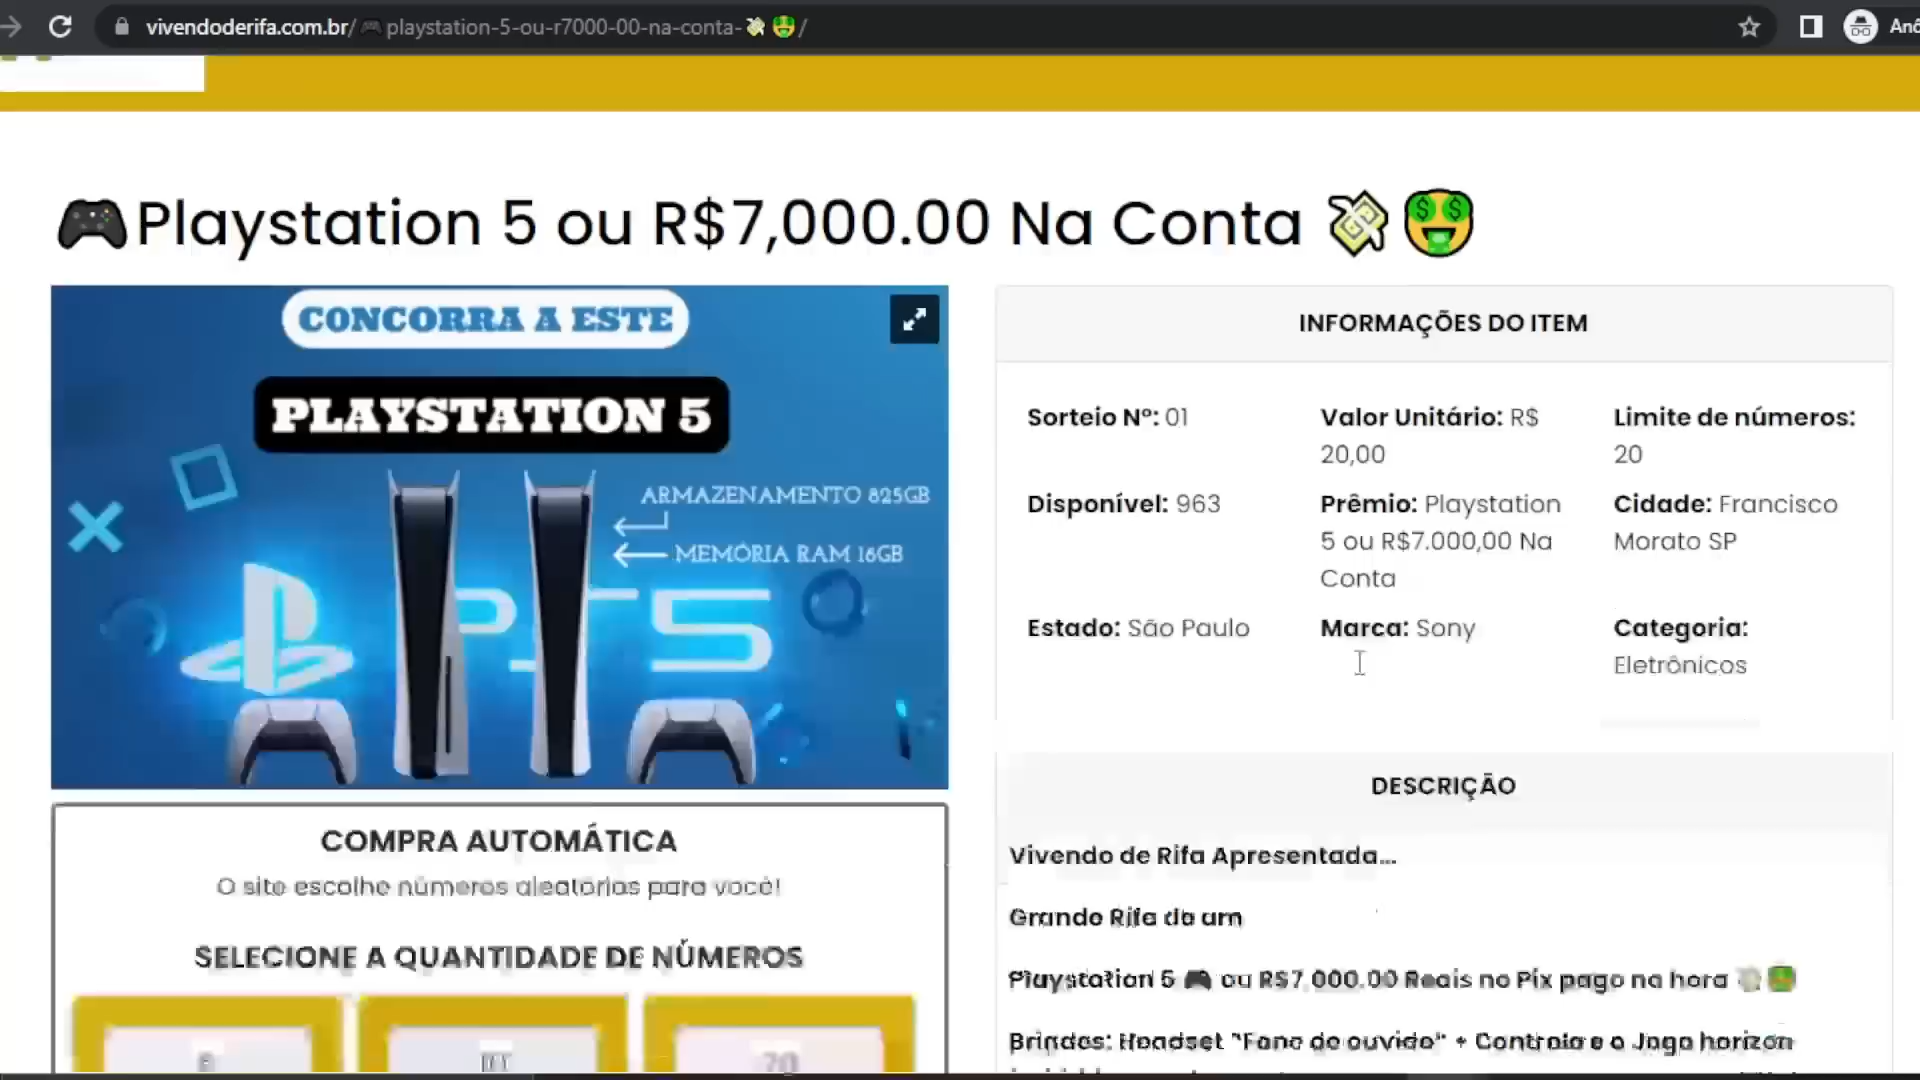 vivendoderifa.com.br/🎮playstation-5-ou-r7000-00-na-conta-💸🤑/
Anô
🎮Playstation 5 ou R$7,000.00 Na Conta 💸🤑
CONCORRA A ESTE
PLAYSTATION 5
ARMAZENAMENTO 825GB
MEMÓRIA RAM 16GB
PS5
COMPRA AUTOMÁTICA
O site escolhe números aleatórios para você!
SELECIONE A QUANTIDADE DE NÚMEROS
INFORMAÇÕES DO ITEM
Sorteio Nº: 01
Valor Unitário: R$
20,00
Limite de números:
20
Disponível: 963
Prêmio: Playstation
5 ou R$7.000,00 Na
Conta
Cidade: Francisco
Morato SP
Estado: São Paulo
Marca: Sony
Categoria:
Eletrônicos
DESCRIÇÃO
Vivendo de Rifa Apresentada...
Grande Rifa de um
Playstation 5 🎮 ou R$7.000.00 Reais no Pix pago na hora 💸🤑
Brindes: Headset "Fone de ouvido" + Controle e o Jogo horizon